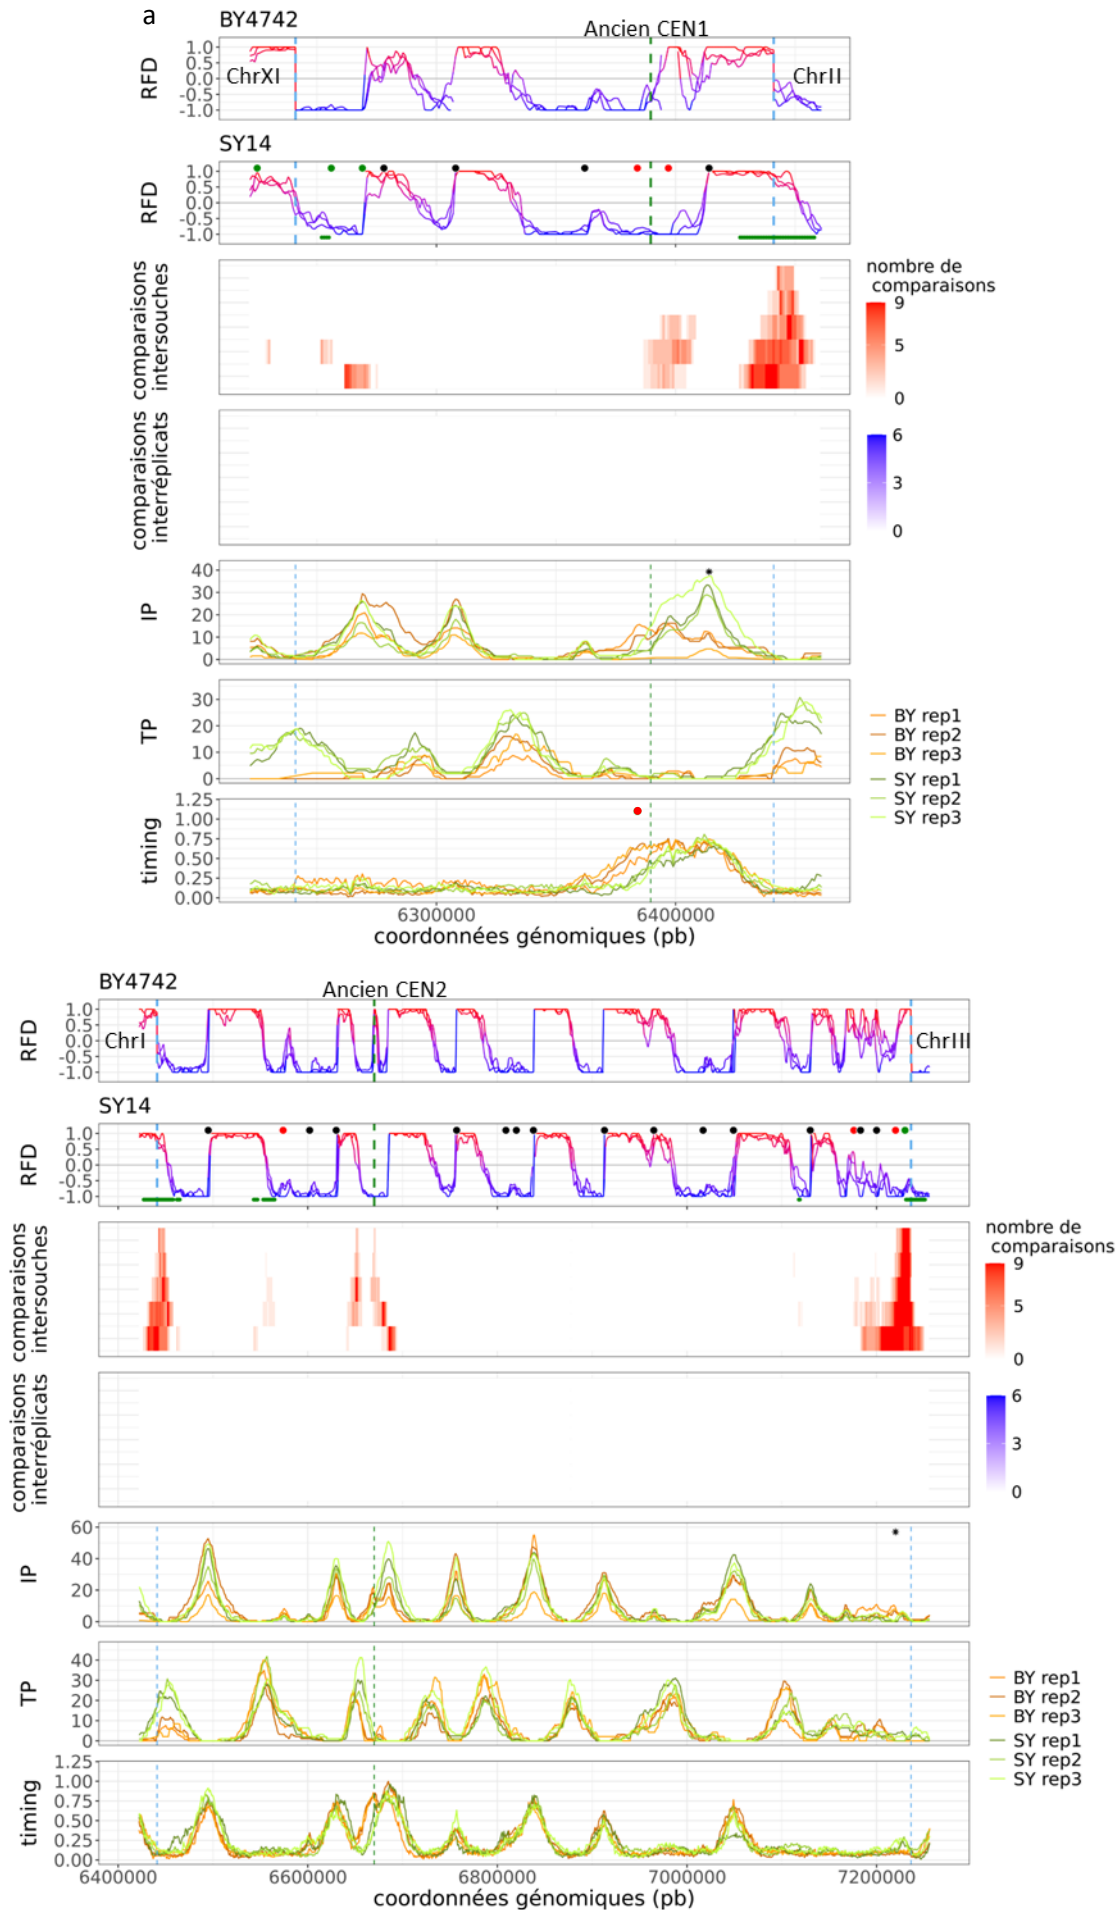 a
BY4742
Ancien CEN1
RFD
1.0
0.5
0.0
-0.5
-1.0
ChrXI
ChrII
SY14
RFD
1.0
0.5
0.0
-0.5
-1.0
comparaisons
intersouches
nombre de
comparaisons
9
5
0
comparaisons
interréplicats
6
3
0
IP
40
30
20
10
0
TP
30
20
10
0
BY rep1
BY rep2
BY rep3
SY rep1
SY rep2
SY rep3
timing
1.25
1.00
0.75
0.50
0.25
0.00
6300000
6400000
coordonnées génomiques (pb)
BY4742
Ancien CEN2
RFD
1.0
0.5
0.0
-0.5
-1.0
ChrI
ChrIII
SY14
RFD
1.0
0.5
0.0
-0.5
-1.0
comparaisons
intersouches
nombre de
comparaisons
9
5
0
comparaisons
interréplicats
6
3
0
IP
60
40
20
0
TP
40
30
20
10
0
BY rep1
BY rep2
BY rep3
SY rep1
SY rep2
SY rep3
timing
1.25
1.00
0.75
0.50
0.25
0.00
6400000
6600000
6800000
7000000
7200000
coordonnées génomiques (pb)